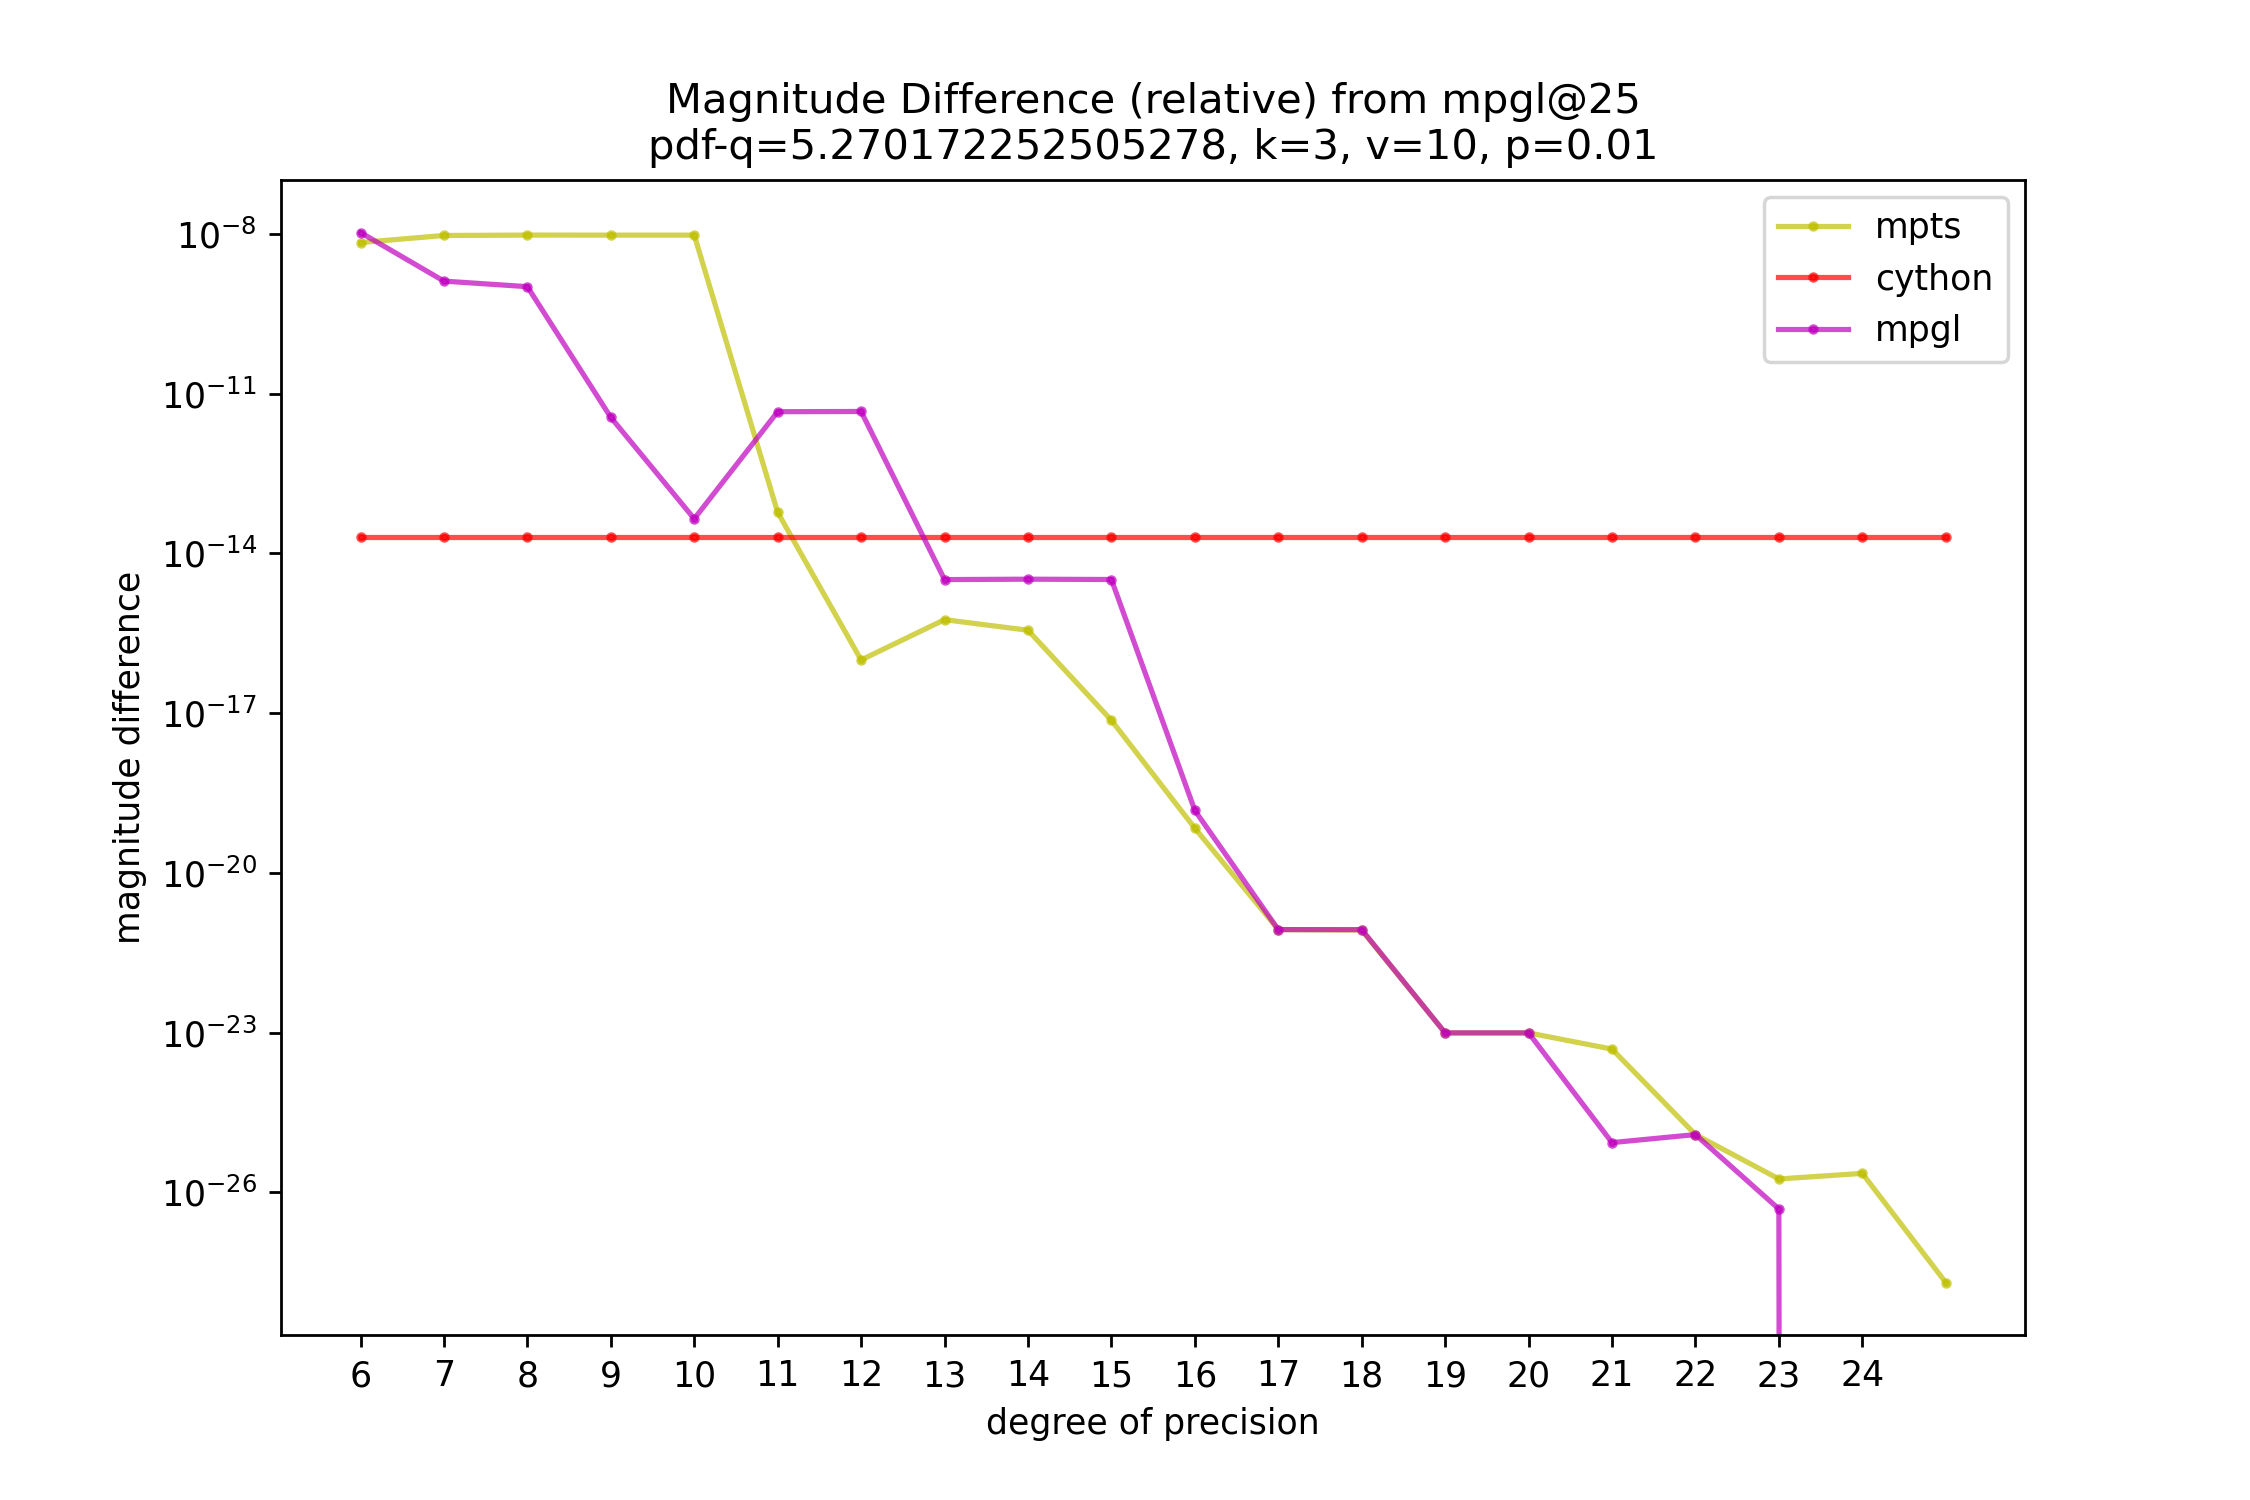 Magnitude Difference (relative) from mpgl@25
pdf-q=5.270172252505278, k=3, v=10, p=0.01
mpts
cython
mpgl
magnitude difference
10⁻⁸
10⁻¹¹
10⁻¹⁴
10⁻¹⁷
10⁻²⁰
10⁻²³
10⁻²⁶
6 7 8 9 10 11 12 13 14 15 16 17 18 19 20 21 22 23 24
degree of precision